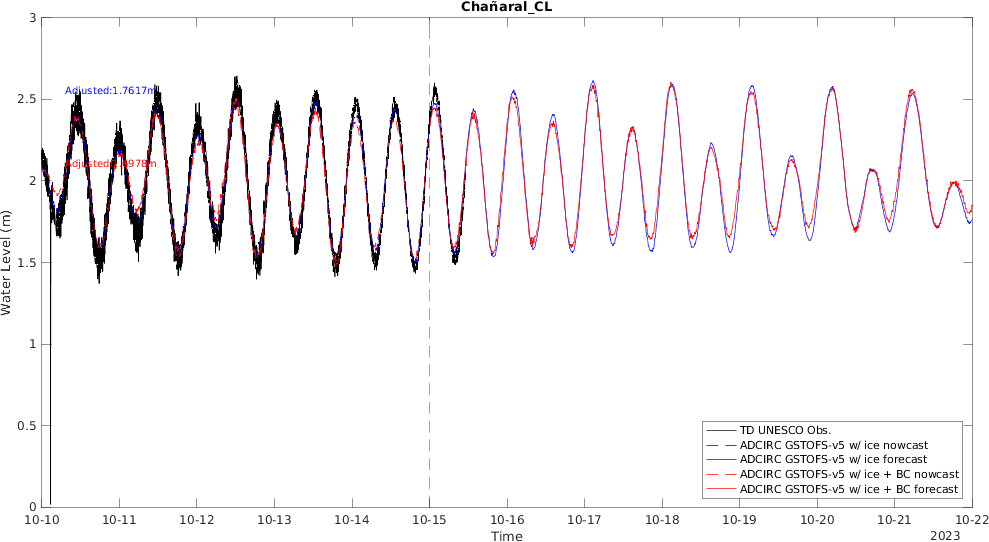 Chañaral_CL
3
2.5
2
1.5
1
0.5
0
Water Level (m)
Adjusted:1.7617m
10-10
10-11
10-12
10-13
10-14
10-15
10-16
10-17
10-18
10-19
10-20
10-21
10-22
Time
2023
TD UNESCO Obs.
ADCIRC GSTOFS-v5 w/ ice nowcast
ADCIRC GSTOFS-v5 w/ ice forecast
ADCIRC GSTOFS-v5 w/ ice + BC nowcast
ADCIRC GSTOFS-v5 w/ ice + BC forecast